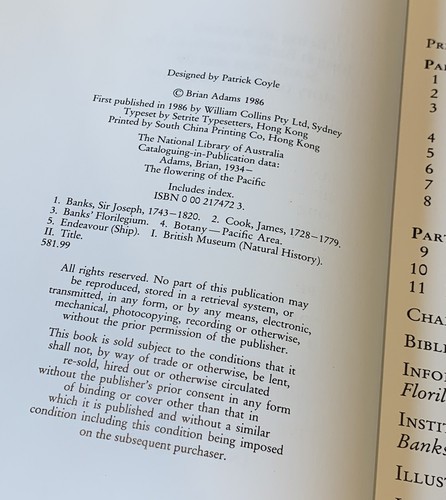 Designed by Patrick Coyle
© Brian Adams 1986
First published in 1986 by William Collins Pty Ltd, Sydney
Typeset by Setrite Typesetters, Hong Kong
Printed by South China Printing Co, Hong Kong
The National Library of Australia
Cataloguing-in-Publication data:
Adams, Brian, 1934–
The flowering of the Pacific
Includes index.
ISBN 0 00 217472 3.
1. Banks, Sir Joseph, 1743–1820. 2. Cook, James, 1728–1779.
3. Banks' Florilegium. 4. Botany — Pacific Area.
5. Endeavour (Ship). I. British Museum (Natural History).
II. Title.
581.99
All rights reserved. No part of this publication may
be reproduced, stored in a retrieval system, or
transmitted, in any form, or by any means, electronic,
mechanical, photocopying, recording or otherwise,
without the prior permission of the publisher.
This book is sold subject to the conditions that it
shall not, by way of trade or otherwise, be lent,
re-sold, hired out or otherwise circulated
without the publisher's prior consent in any form
of binding or cover other than that in
which it is published and without a similar
condition including this condition being imposed
on the subsequent purchaser.
PR
PA
1
2
3
4
5
6
7
8
PART
9
10
11
CHA
BIBL
INFO
Floril
INSTI
Banks
ILLUS